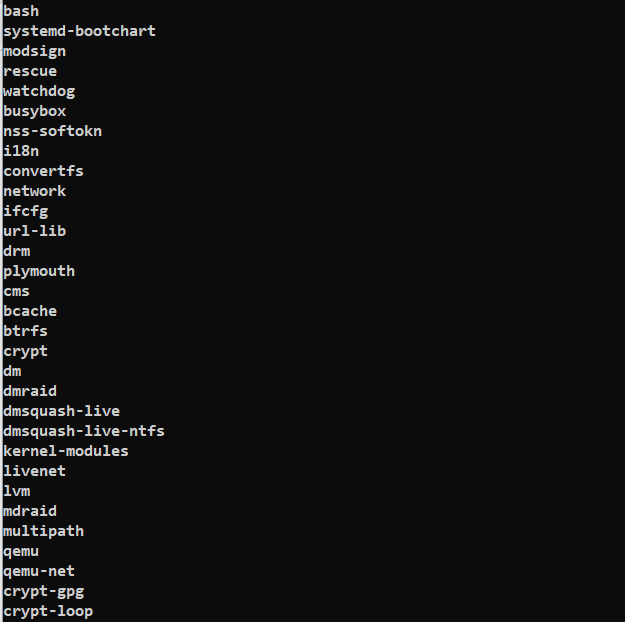 bash
systemd-bootchart
modsign
rescue
watchdog
busybox
nss-softokn
i18n
convertfs
network
ifcfg
url-lib
drm
plymouth
cms
bcache
btrfs
crypt
dm
dmraid
dmsquash-live
dmsquash-live-ntfs
kernel-modules
livenet
lvm
mdraid
multipath
qemu
qemu-net
crypt-gpg
crypt-loop